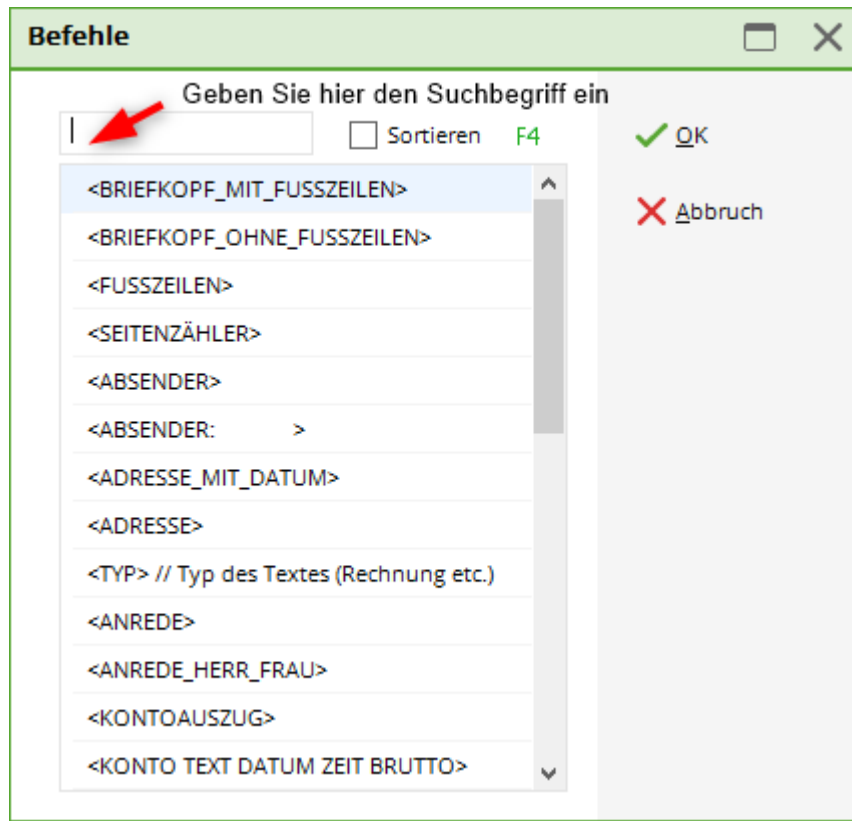 Befehle
Geben Sie hier den Suchbegriff ein
Sortieren F4
OK
<BRIEFKOPF_MIT_FUSSZEILEN>
Abbruch
<BRIEFKOPF_OHNE_FUSSZEILEN>
<FUSSZEILEN>
<SEITENZÄHLER>
<ABSENDER>
<ABSENDER:            >
<ADRESSE_MIT_DATUM>
<ADRESSE>
<TYP> // Typ des Textes (Rechnung etc.)
<ANREDE>
<ANREDE_HERR_FRAU>
<KONTOAUSZUG>
<KONTO TEXT DATUM ZEIT BRUTTO>